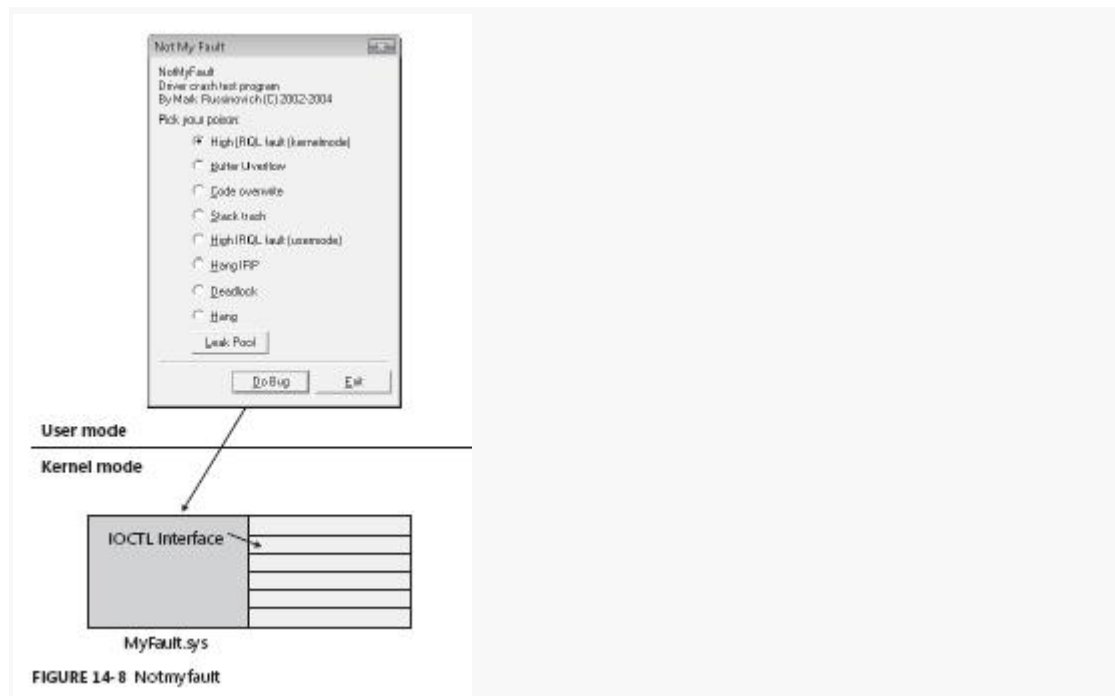 Not My Fault
NotMyFault
Driver crash test program
By Mark Russinovich (C) 2002-2004
Pick your poison:
High IRQL fault (kernelmode)
Buffer Overflow
Code overwrite
Stack trash
High IRQL fault (usermode)
Hang IRP
Deadlock
Hang
Leak Pool
Do Bug
Exit
User mode
Kernel mode
IOCTL Interface
MyFault.sys
FIGURE 14-8 Notmyfault